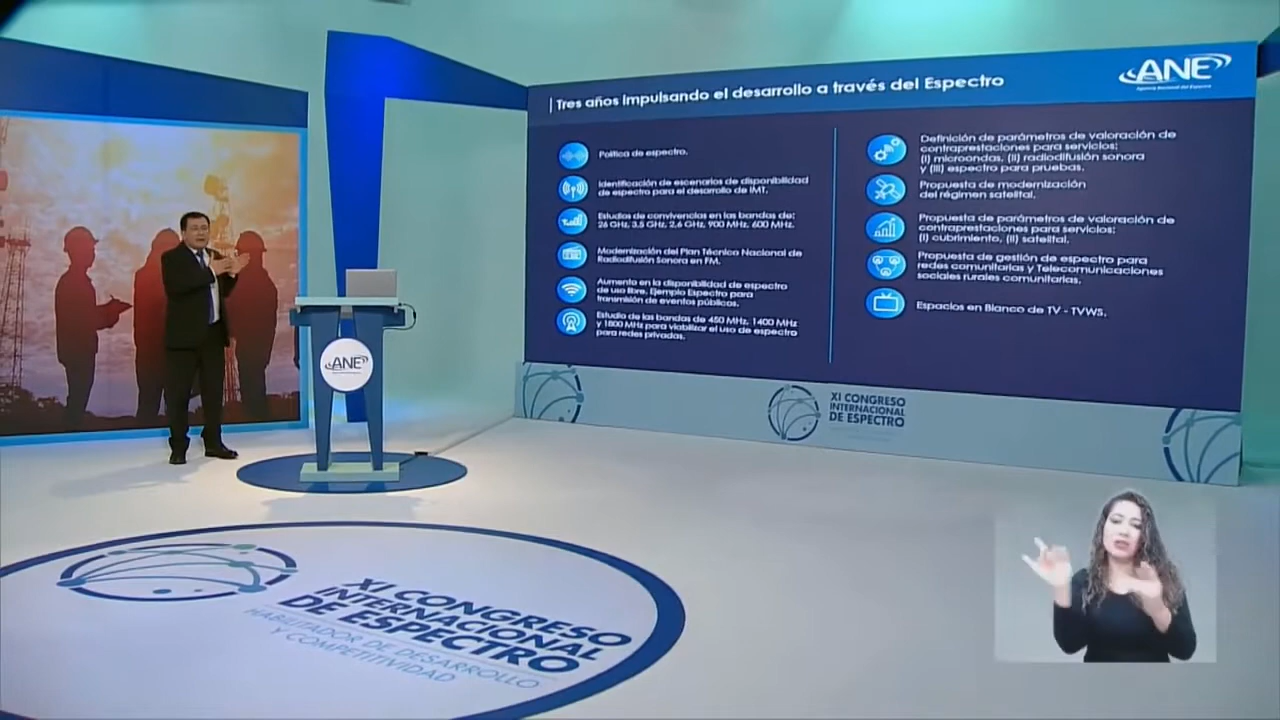 Tres años impulsando el desarrollo a través del Espectro
ANE
Agencia Nacional del Espectro
Política de espectro.
Identificación de escenarios de disponibilidad
de espectro para el desarrollo de IMT.
Estudios de convivencias en las bandas de:
26 GHz, 3.5 GHz, 2.6 GHz, 900 MHz, 600 MHz.
Modernización del Plan Técnico Nacional de
Radiodifusión Sonora en FM.
Aumento en la disponibilidad de espectro
de uso libre. Ejemplo Espectro para
transmisión de eventos públicos.
Estudio de las bandas de 450 MHz, 1400 MHz
y 1800 MHz para viabilizar el uso de espectro
para redes privadas.
Definición de parámetros de valoración de
contraprestaciones para servicios:
(I) microondas, (II) radiodifusión sonora
y (III) espectro para pruebas.
Propuesta de modernización
del régimen satelital.
Propuesta de parámetros de valoración de
contraprestaciones para servicios:
(I) cubrimiento, (II) satelital.
Propuesta de gestión de espectro para
redes comunitarias y Telecomunicaciones
sociales rurales comunitarias.
Espacios en Blanco de TV - TVWS.
XI CONGRESO
INTERNACIONAL
DE ESPECTRO
ANE
XI CONGRESO
INTERNACIONAL
DE ESPECTRO
HABILITADOR DE DESARROLLO
Y COMPETITIVIDAD